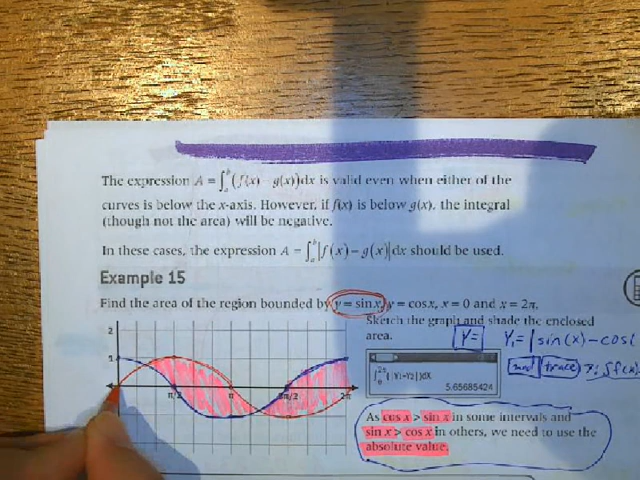 The expression A = ∫ₐᵇ (f(x) − g(x))dx is valid even when either of the
curves is below the x-axis. However, if f(x) is below g(x), the integral
(though not the area) will be negative.
In these cases, the expression A = ∫ₐᵇ |f(x) − g(x)| dx should be used.
Example 15
Find the area of the region bounded by y = sin x, y = cos x, x = 0 and x = 2π.
Sketch the graph and shade the enclosed
area.
Y= Y₁ = |sin(x) − cos(
trace 7: ∫f(x)
2
1
π/2 π 3π/2 2π
∫₀^2π (|Y1−Y2|)dX
5.65685424
As cos x > sin x in some intervals and
sin x > cos x in others, we need to use the
absolute value.